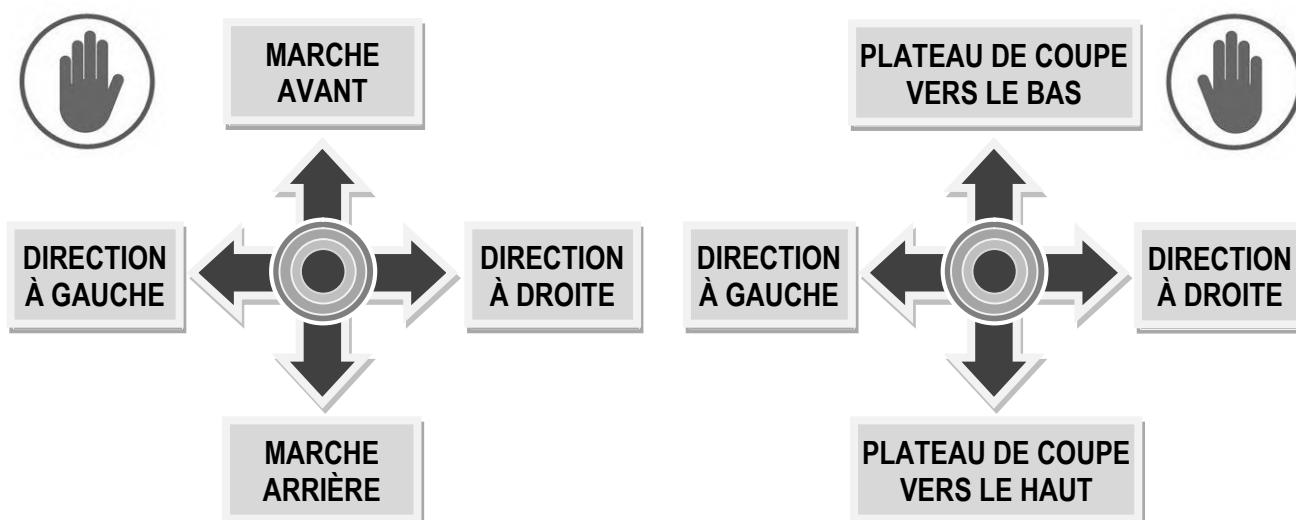 MARCHE
AVANT
DIRECTION
À GAUCHE
DIRECTION
À DROITE
MARCHE
ARRIÈRE
PLATEAU DE COUPE
VERS LE BAS
DIRECTION
À GAUCHE
DIRECTION
À DROITE
PLATEAU DE COUPE
VERS LE HAUT